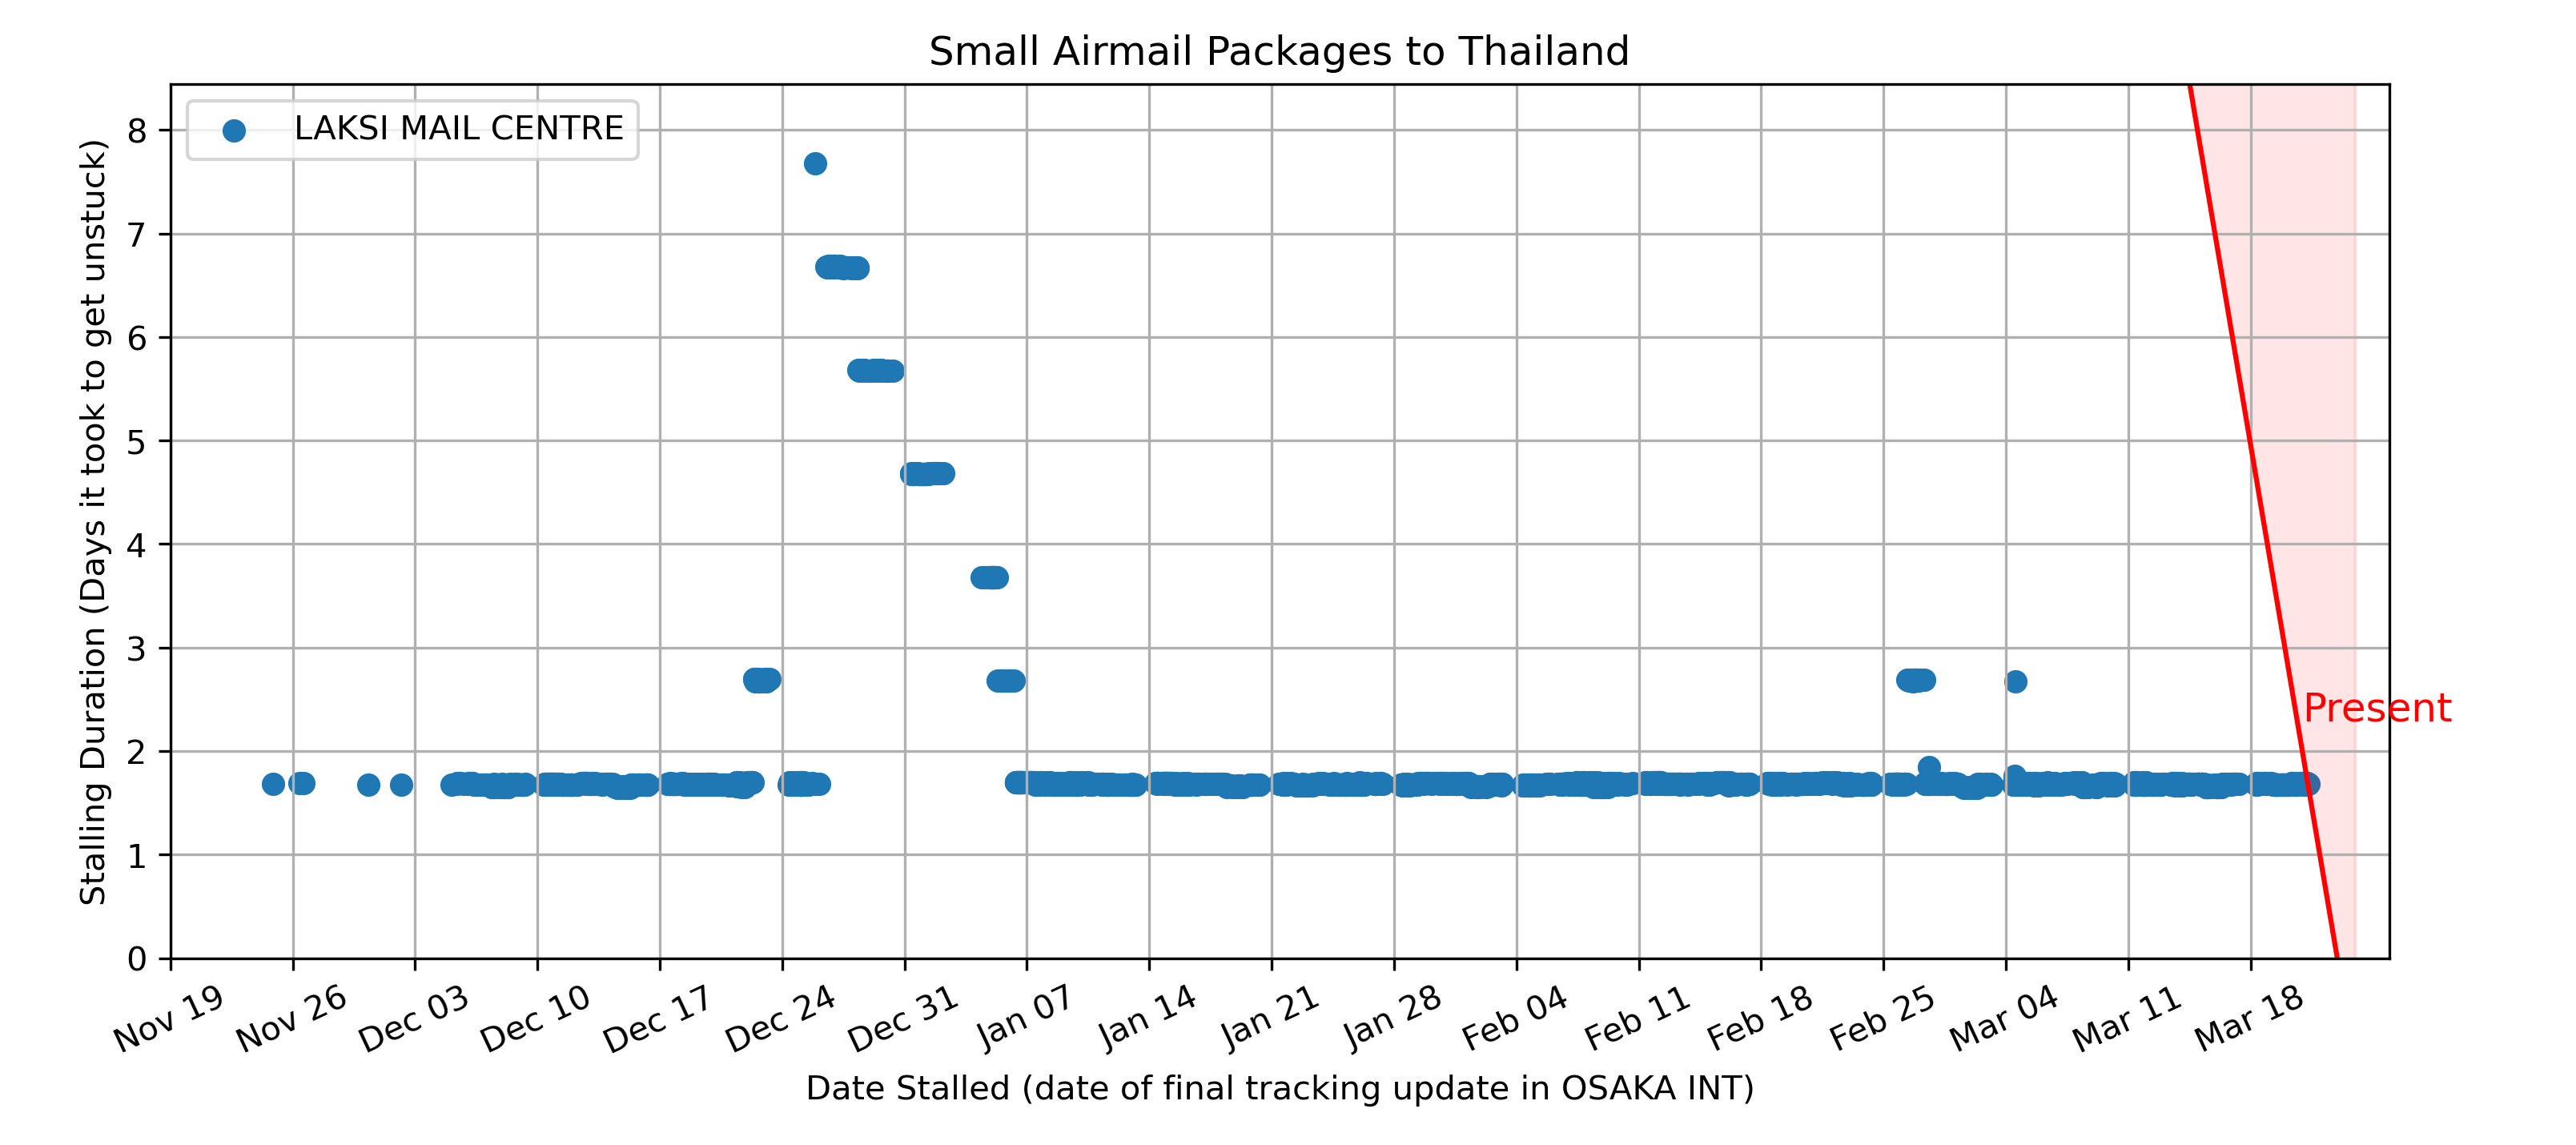 Small Airmail Packages to Thailand
LAKSI MAIL CENTRE
Stalling Duration (Days it took to get unstuck)
8
7
6
5
4
3
2
1
0
Present
Nov 19
Nov 26
Dec 03
Dec 10
Dec 17
Dec 24
Dec 31
Jan 07
Jan 14
Jan 21
Jan 28
Feb 04
Feb 11
Feb 18
Feb 25
Mar 04
Mar 11
Mar 18
Date Stalled (date of final tracking update in OSAKA INT)